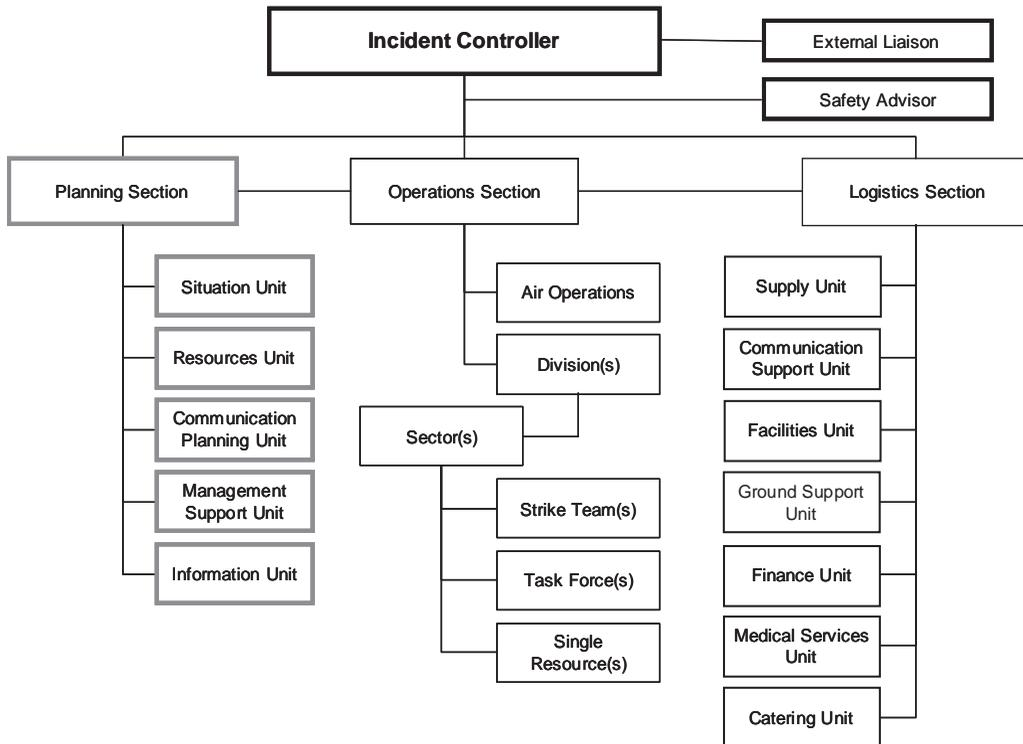 Incident Controller
External Liaison
Safety Advisor
Planning Section
Operations Section
Logistics Section
Situation Unit
Resources Unit
Communication
Planning Unit
Management
Support Unit
Information Unit
Air Operations
Division(s)
Sector(s)
Strike Team(s)
Task Force(s)
Single
Resource(s)
Supply Unit
Communication
Support Unit
Facilities Unit
Ground Support
Unit
Finance Unit
Medical Services
Unit
Catering Unit